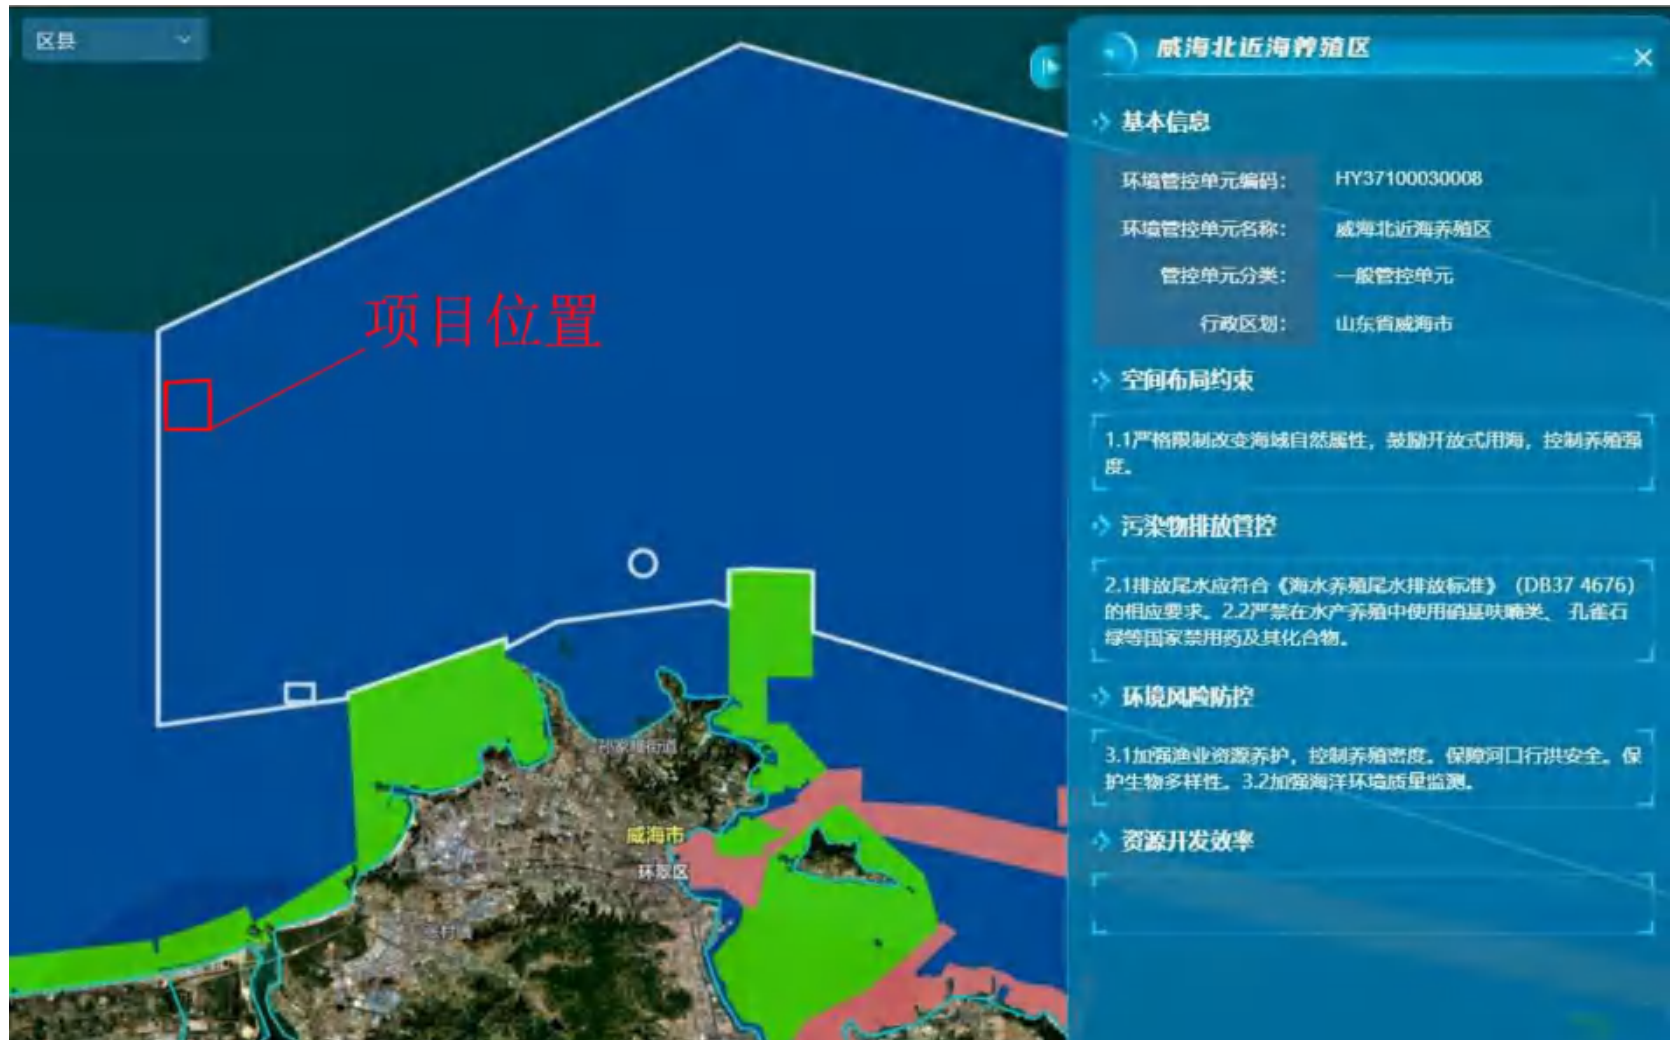 区县
项目位置
孙家疃街道
威海市
环翠区
张村镇
威海北近海养殖区
基本信息
环境管控单元编码: HY37100030008
环境管控单元名称: 威海北近海养殖区
管控单元分类: 一般管控单元
行政区划: 山东省威海市
空间布局约束
1.1严格限制改变海域自然属性，鼓励开放式用海，控制养殖强
度。
污染物排放管控
2.1排放尾水应符合《海水养殖尾水排放标准》（DB37 4676）
的相应要求。2.2严禁在水产养殖中使用硝基呋喃类、孔雀石
绿等国家禁用药及其化合物。
环境风险防控
3.1加强渔业资源养护，控制养殖密度。保障河口行洪安全。保
护生物多样性。3.2加强海洋环境质量监测。
资源开发效率